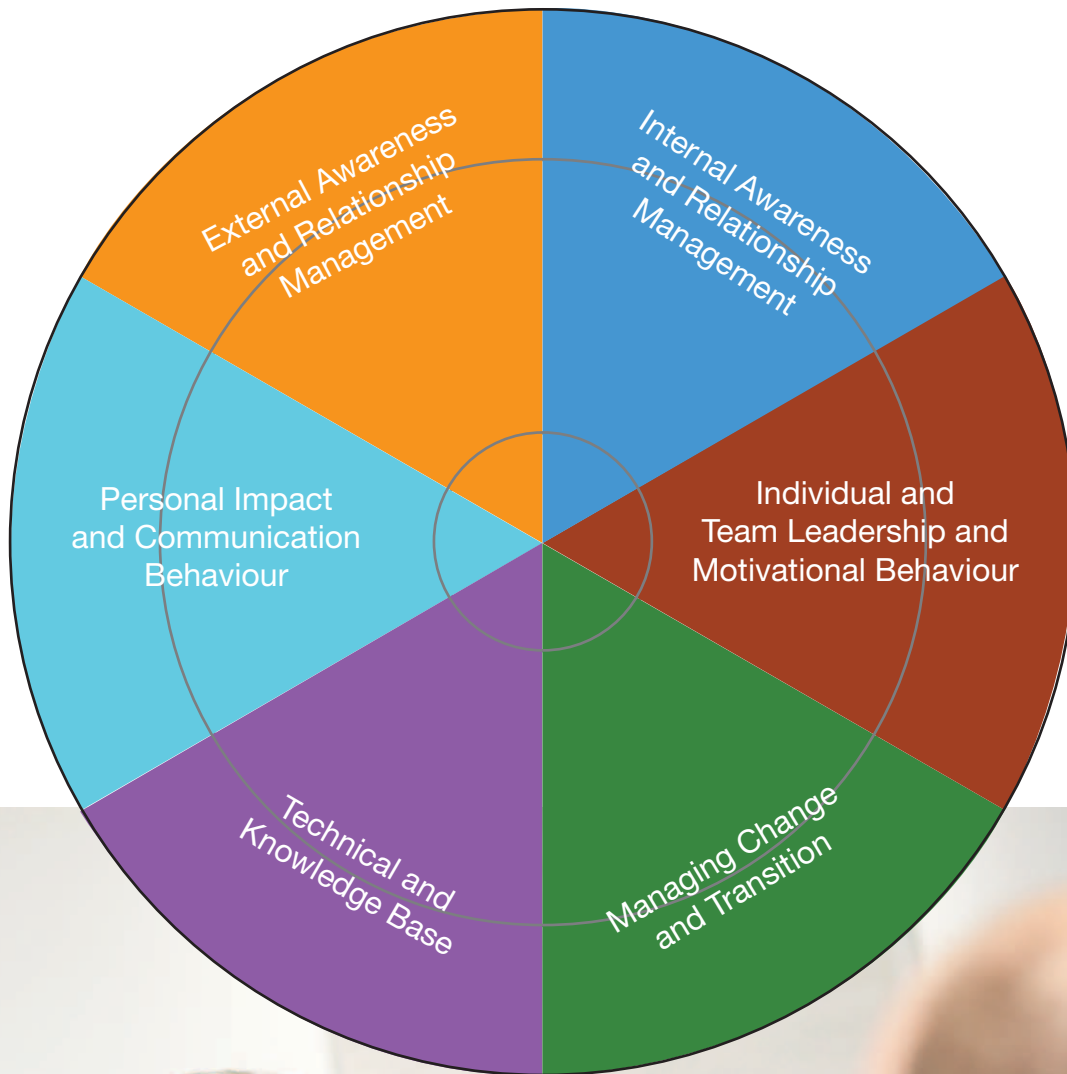 External Awareness
and Relationship
Management
Internal Awareness
and Relationship
Management
Personal Impact
and Communication
Behaviour
Individual and
Team Leadership and
Motivational Behaviour
Technical and
Knowledge Base
Managing Change
and Transition